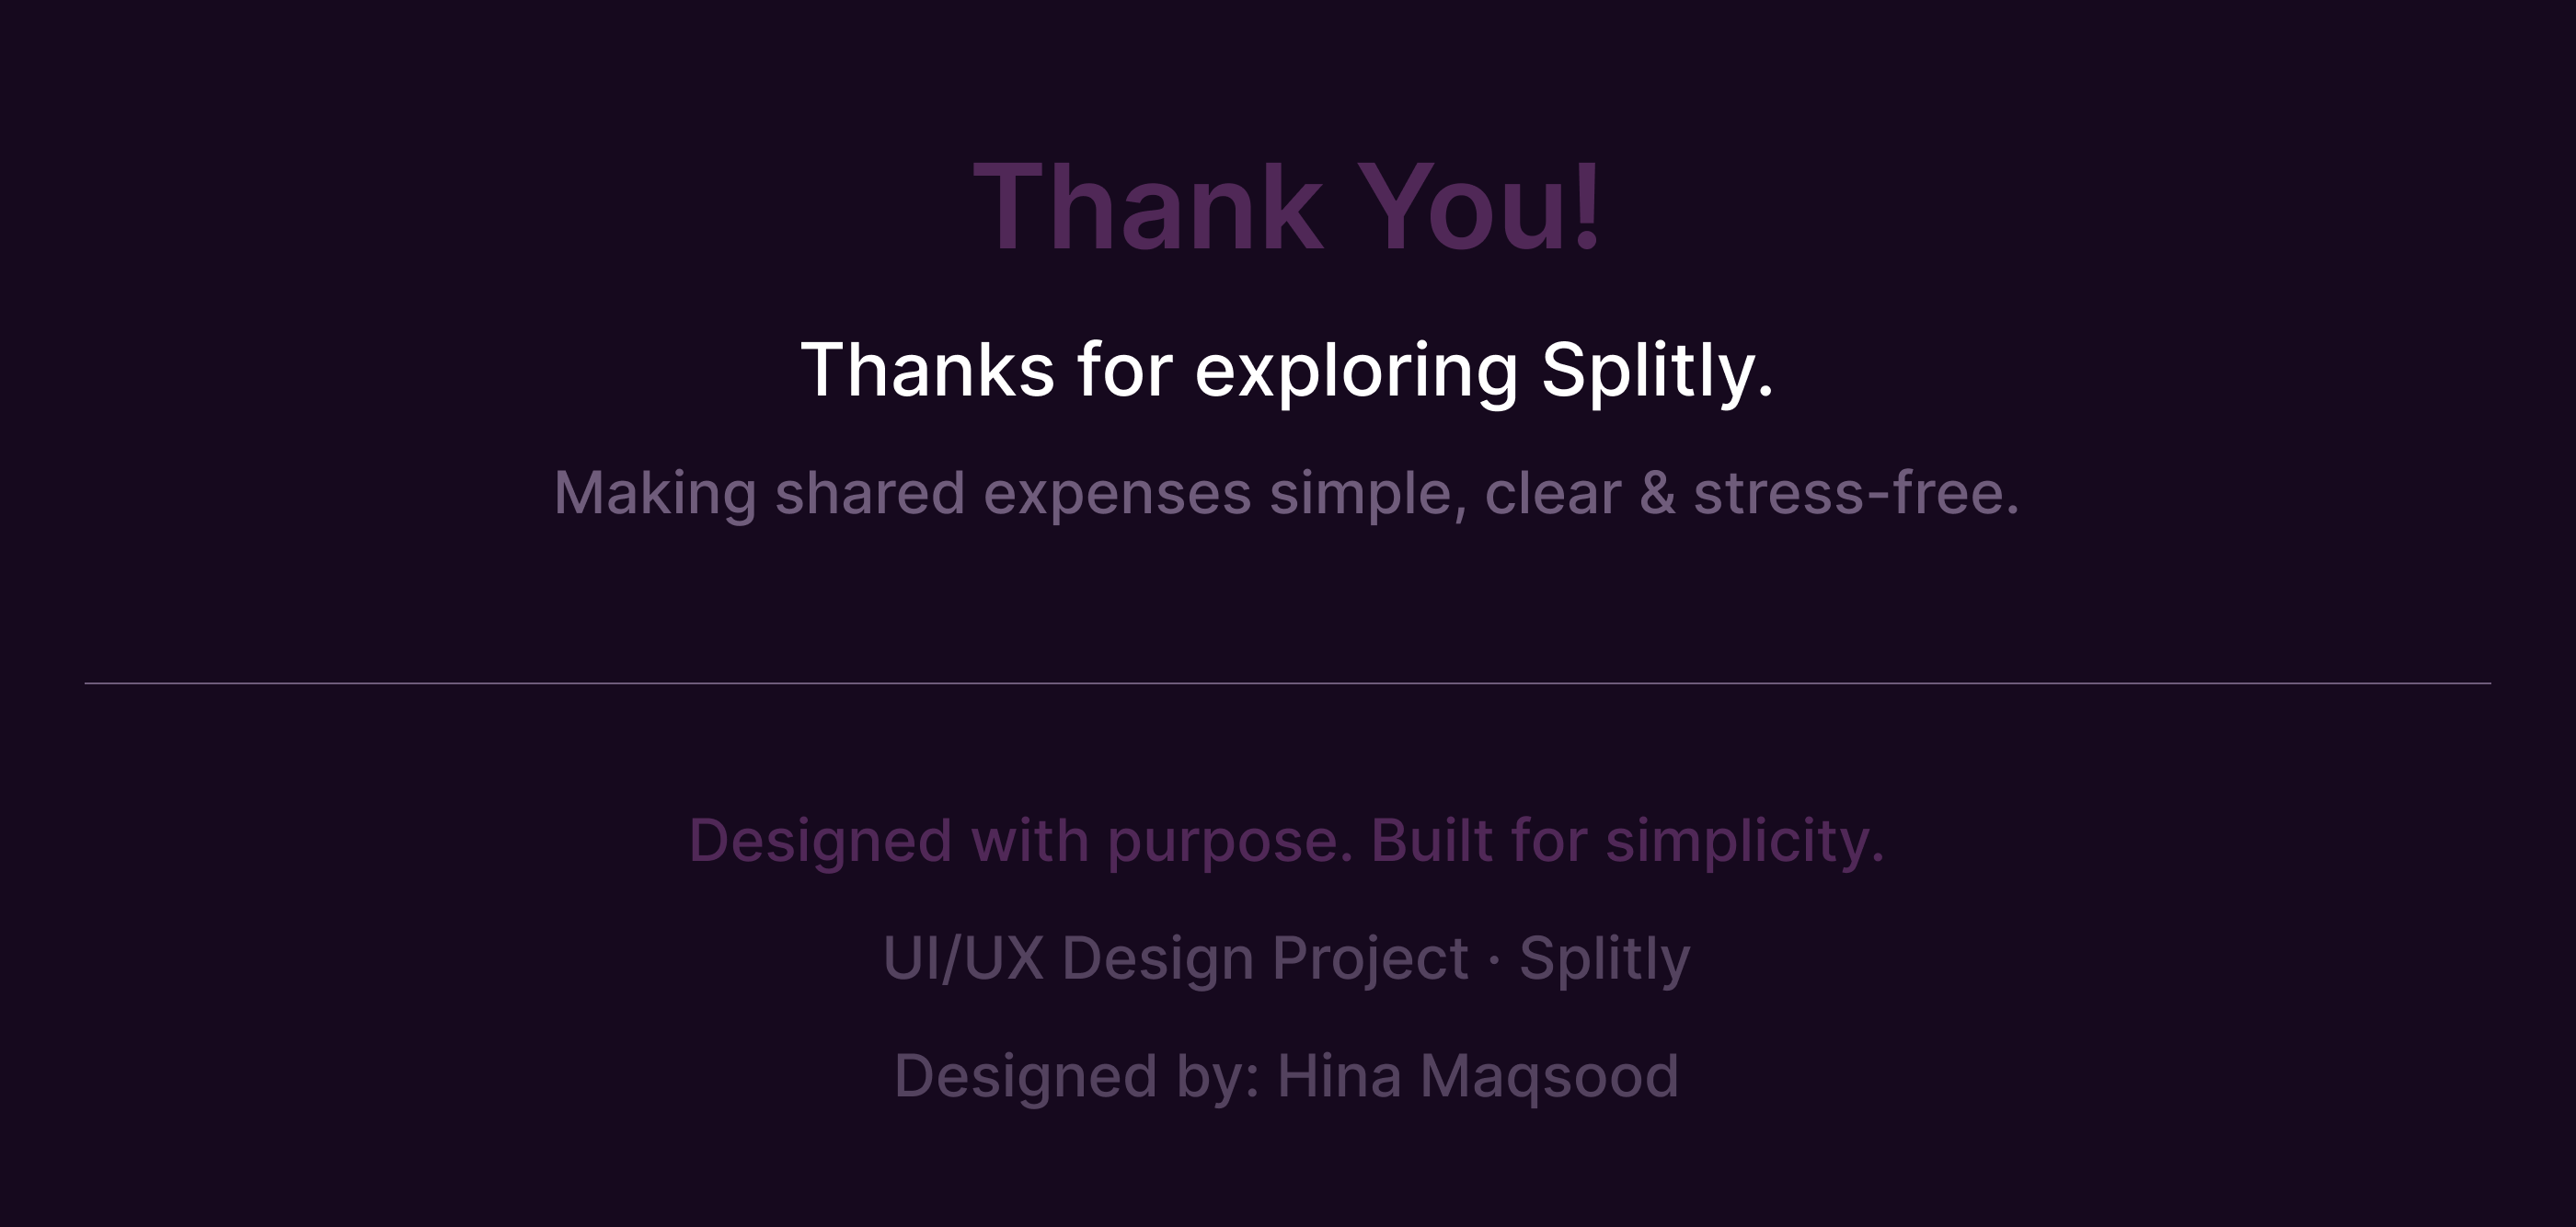 Thank You!
Thanks for exploring Splitly.
Making shared expenses simple, clear & stress-free.
Designed with purpose. Built for simplicity.
UI/UX Design Project · Splitly
Designed by: Hina Maqsood